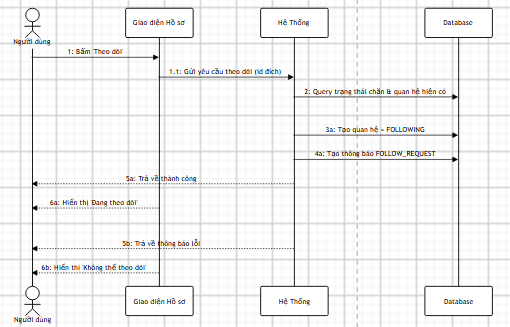 Người dùng
Giao diện Hồ sơ
Hệ Thống
Database
1: Bấm 'Theo dõi'
1.1: Gửi yêu cầu theo dõi (id đích)
2: Query trạng thái chặn & quan hệ hiện có
3a: Tạo quan hệ = FOLLOWING
4a: Tạo thông báo FOLLOW_REQUEST
5a: Trả về thành công
6a: Hiển thị 'Đang theo dõi'
5b: Trả về thông báo lỗi
6b: Hiển thị 'Không thể theo dõi'
Người dùng
Giao diện Hồ sơ
Hệ Thống
Database